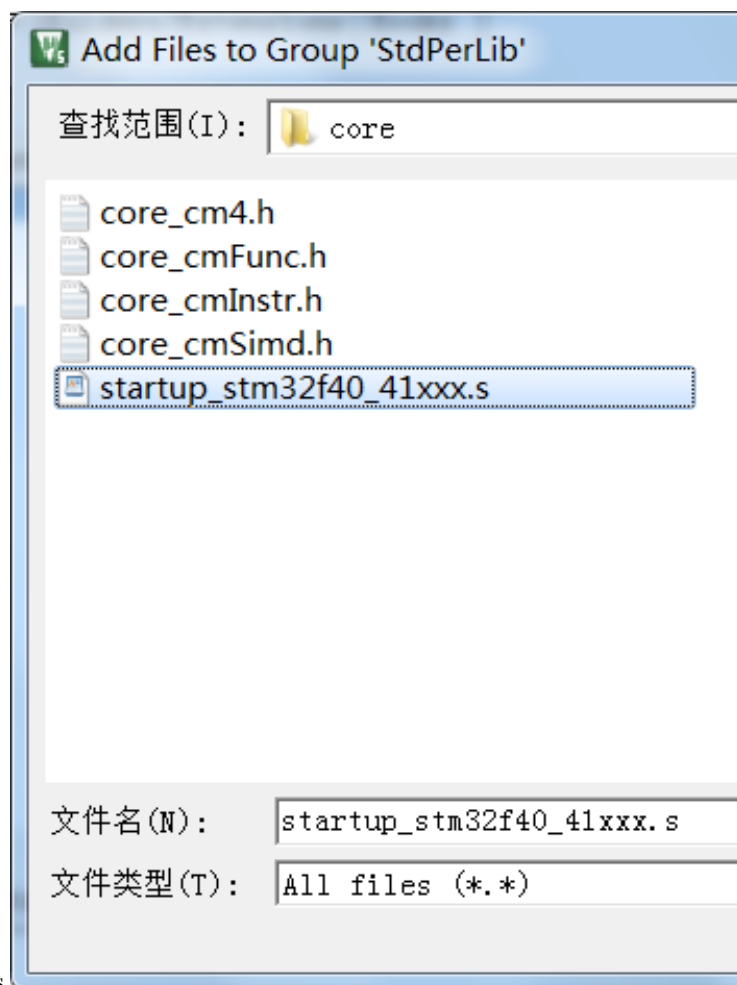 Add Files to Group 'StdPerLib'
查找范围(I): core
core_cm4.h
core_cmFunc.h
core_cmInstr.h
core_cmSimd.h
startup_stm32f40_41xxx.s
文件名(N): startup_stm32f40_41xxx.s
文件类型(T): All files (*.*)